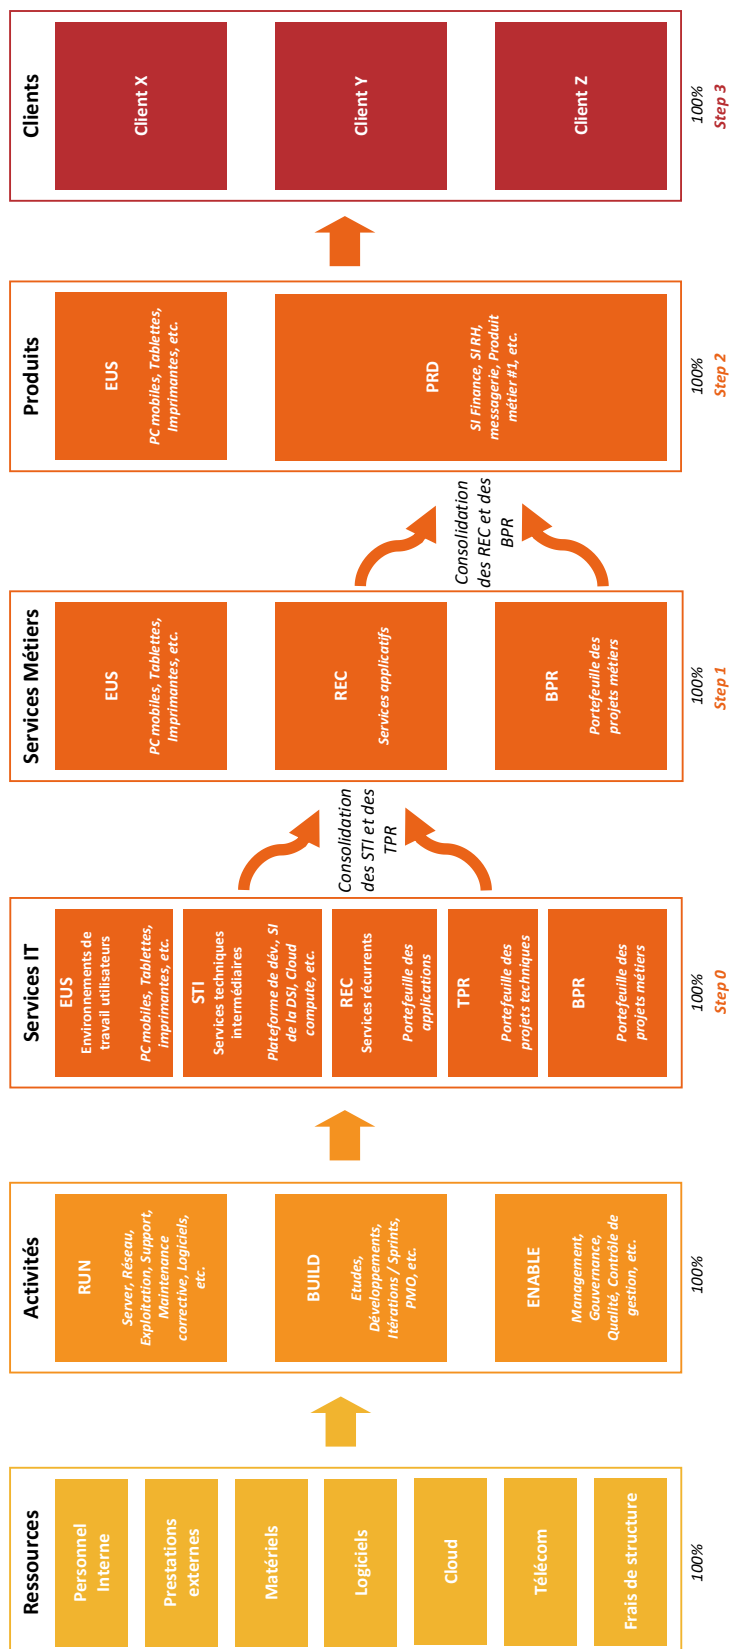 Ressources
Personnel
Interne
Prestations
externes
Matériels
Logiciels
Cloud
Télécom
Frais de structure
100%
Activités
RUN
Server, Réseau,
Exploitation, Support,
Maintenance
corrective, Logiciels,
etc.
BUILD
Etudes,
Développements,
Itérations / Sprints,
PMO, etc.
ENABLE
Management,
Gouvernance,
Qualité, Contrôle de
gestion, etc.
100%
Services IT
EUS
Environnements de
travail utilisateurs
PC mobiles, Tablettes,
imprimantes, etc.
STI
Services techniques
intermédiaires
Plateforme de dév., SI
de la DSI, Cloud
compute, etc.
REC
Services récurrents
Portefeuille des
applications
TPR
Portefeuille des
projets techniques
BPR
Portefeuille des
projets métiers
100%
Step 0
Consolidation
des STI et des
TPR
Services Métiers
EUS
PC mobiles, Tablettes,
Imprimantes, etc.
REC
Services applicatifs
BPR
Portefeuille des
projets métiers
100%
Step 1
Consolidation
des REC et des
BPR
Produits
EUS
PC mobiles, Tablettes,
Imprimantes, etc.
PRD
SI Finance, SI RH,
messagerie, Produit
métier #1, etc.
100%
Step 2
Clients
Client X
Client Y
Client Z
100%
Step 3